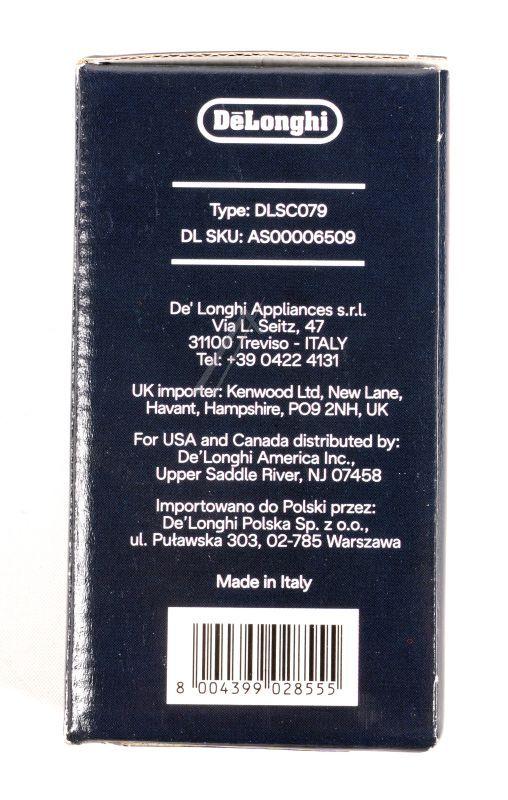 DēLonghi
Type: DLSC079
DL SKU: AS00006509
De' Longhi Appliances s.r.l.
Via L. Seitz, 47
31100 Treviso - ITALY
Tel: +39 0422 4131
UK importer: Kenwood Ltd, New Lane,
Havant, Hampshire, PO9 2NH, UK
For USA and Canada distributed by:
De'Longhi America Inc.,
Upper Saddle River, NJ 07458
Importowano do Polski przez:
De'Longhi Polska Sp. z o.o.,
ul. Puławska 303, 02-785 Warszawa
Made in Italy
8 004399 028555